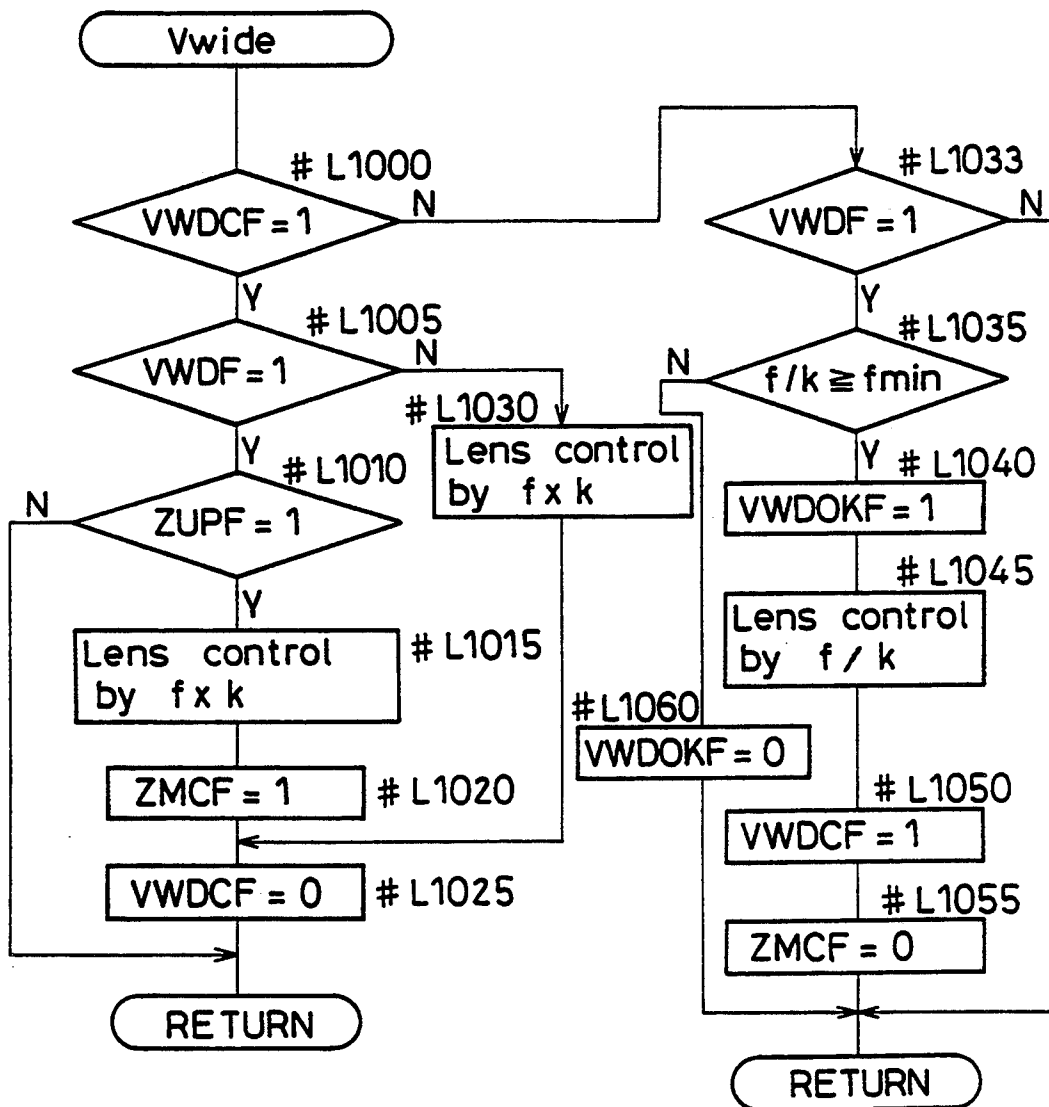 Vwide
# L1000
VWDCF = 1
N
Y
# L1005
VWDF = 1
N
Y
# L1010
N
ZUPF = 1
Y
# L1030
Lens control
by f x k
Lens control
by f x k
# L1015
ZMCF = 1
# L1020
VWDCF = 0
# L1025
RETURN
# L1033
VWDF = 1
N
Y
# L1035
N
f/k ≧ fmin
Y
# L1040
VWDOKF = 1
# L1045
Lens control
by f / k
# L1060
VWDOKF = 0
# L1050
VWDCF = 1
# L1055
ZMCF = 0
RETURN